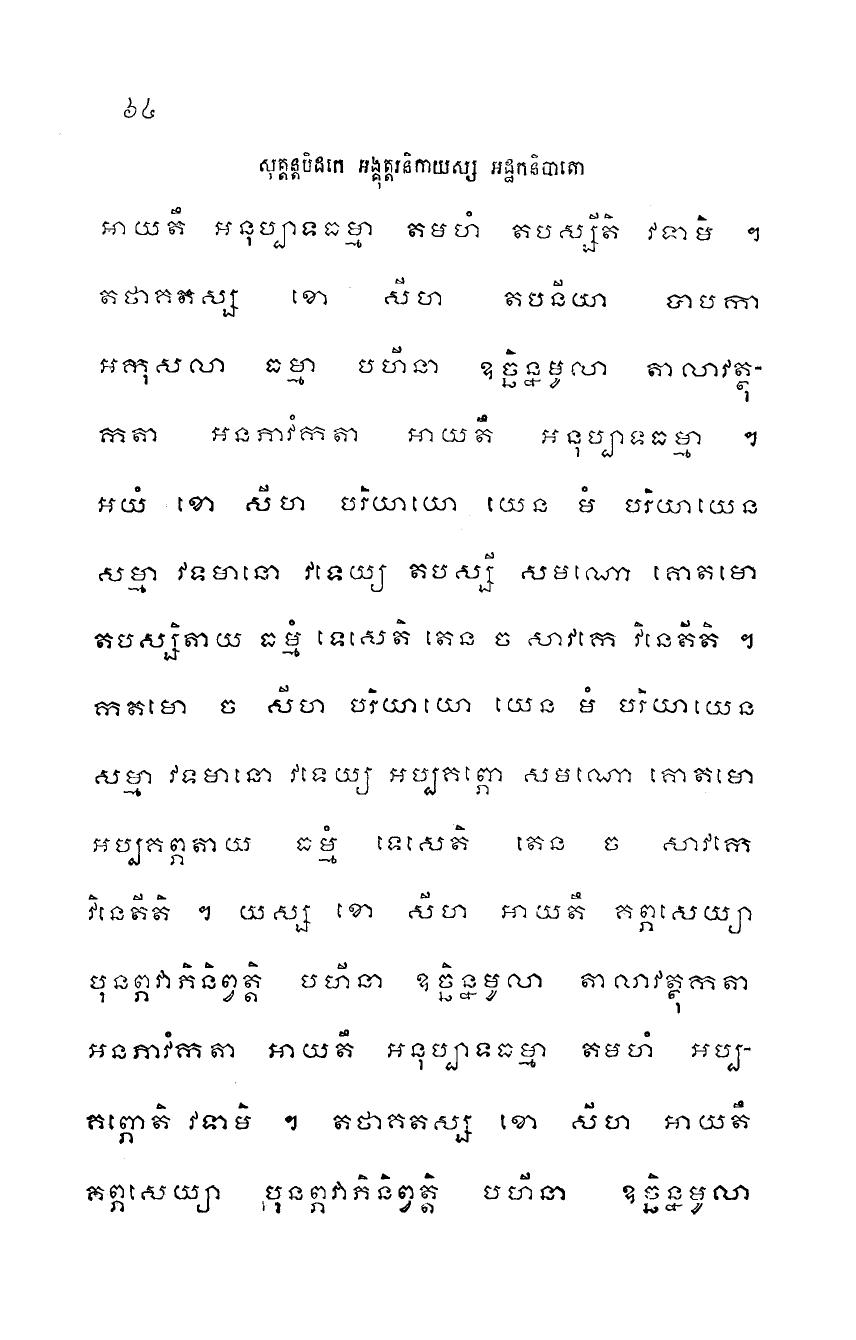 ៦៤
សុត្តន្តបិដកេ អង្គុត្តរនិកាយស្ស អដ្ឋកនិបាតោ
អាយតឹ អនុប្បាទធម្មា តមហំ តបស្សីតិ វទាមិ ។
តថាគតស្ស ខោ សីហ តបនីយា បាបកា
អកុសលា ធម្មា បហីនា ឧច្ឆិន្នមូលា តាលាវត្ថុ-
កតា អនភាវំកតា អាយតឹ អនុប្បាទធម្មា ។
អយំ ខោ សីហ បរិយាយោ យេន មំ បរិយាយេន
សម្មា វទមានោ វទេយ្យ តបស្សី សមណោ គោតមោ
តបស្សិតាយ ធម្មំ ទេសេតិ តេន ច សាវកេ វិនេតីតិ ។
កតមោ ច សីហ បរិយាយោ យេន មំ បរិយាយេន
សម្មា វទមានោ វទេយ្យ អប្បគព្ភោ សមណោ គោតមោ
អប្បគព្ភតាយ ធម្មំ ទេសេតិ តេន ច សាវកេ
វិនេតីតិ ។ យស្ស ខោ សីហ អាយតឹ គព្ភសេយ្យា
បុនព្ភវាភិនិព្វត្តិ បហីនា ឧច្ឆិន្នមូលា តាលាវត្ថុកតា
អនភាវំកតា អាយតឹ អនុប្បាទធម្មា តមហំ អប្ប-
គព្ភោតិ វទាមិ ។ តថាគតស្ស ខោ សីហ អាយតឹ
គព្ភសេយ្យា បុនព្ភវាភិនិព្វត្តិ បហីនា ឧច្ឆិន្នមូលា